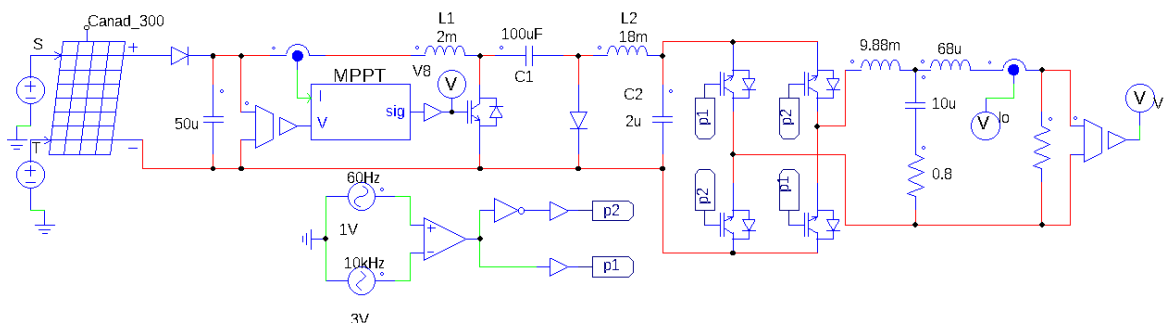 Canad_300
S
+
T
−
50u
I
V
MPPT
sig
V8
V
L1
2m
100uF
C1
L2
18m
C2
2u
p1
p2
p2
p1
9.88m
68u
10u
0.8
V
Io
V
V
60Hz
1V
10kHz
3V
+
−
p2
p1